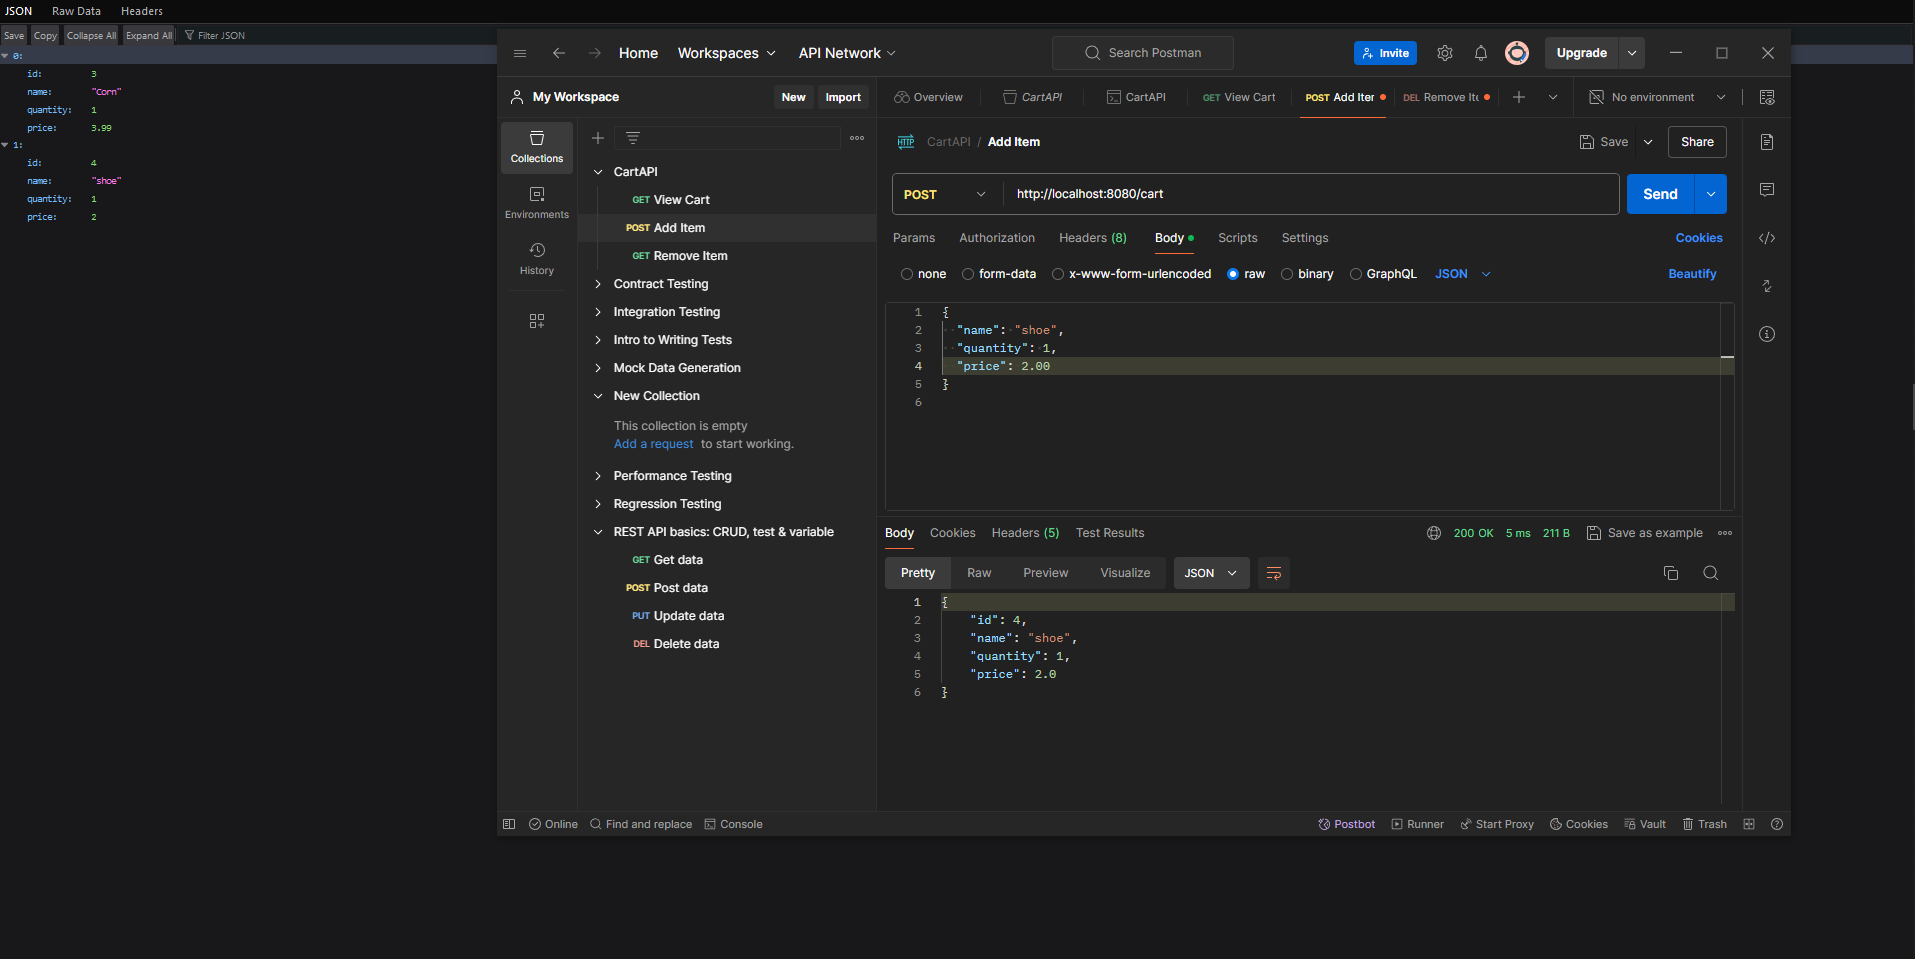 JSON Raw Data Headers
Save Copy Collapse All Expand All Filter JSON
0:
id: 3
name: "Corn"
quantity: 1
price: 3.99
1:
id: 4
name: "shoe"
quantity: 1
price: 2
Home Workspaces API Network Search Postman Invite Upgrade
My Workspace New Import
Overview CartAPI CartAPI GET View Cart POST Add Iter DEL Remove Ite No environment
Collections
Environments
History
CartAPI
GET View Cart
POST Add Item
GET Remove Item
Contract Testing
Integration Testing
Intro to Writing Tests
Mock Data Generation
New Collection
This collection is empty
Add a request to start working.
Performance Testing
Regression Testing
REST API basics: CRUD, test & variable
GET Get data
POST Post data
PUT Update data
DEL Delete data
HTTP CartAPI / Add Item Save Share
POST http://localhost:8080/cart Send
Params Authorization Headers (8) Body Scripts Settings Cookies
none form-data x-www-form-urlencoded raw binary GraphQL JSON Beautify
1 {
2 "name": "shoe",
3 "quantity": 1,
4 "price": 2.00
5 }
6
Body Cookies Headers (5) Test Results 200 OK 5 ms 211 B Save as example
Pretty Raw Preview Visualize JSON
1 {
2 "id": 4,
3 "name": "shoe",
4 "quantity": 1,
5 "price": 2.0
6 }
Online Find and replace Console Postbot Runner Start Proxy Cookies Vault Trash